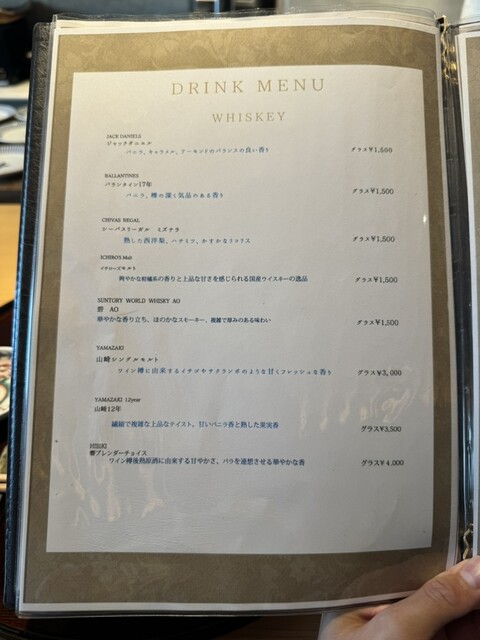 DRINK MENU
WHISKEY
JACK DANIELS
ジャックダニエル
バニラ、キャラメル、アーモンドのバランスの良い香り グラス¥1,500
BALLANTINES
バランタイン17年
バニラ、樽の深く気品のある香り グラス¥1,500
CHIVAS REGAL
シーバスリーガル ミズナラ
熟した西洋梨、ハチミツ、かすかなリコリス グラス¥1,500
ICHIRO'S Malt
イチローズモルト
爽やかな柑橘系の香りと上品な甘さを感じられる国産ウイスキーの逸品 グラス¥1,500
SUNTORY WORLD WHISKY AO
碧 AO
華やかな香り立ち、ほのかなスモーキー、複雑で厚みのある味わい グラス¥1,500
YAMAZAKI
山崎シングルモルト
ワイン樽に由来するイチゴやサクランボのような甘くフレッシュな香り グラス¥3,000
YAMAZAKI 12year
山崎12年
繊細で複雑な上品なテイスト、甘いバニラ香と熟した果実香 グラス¥3,500
HIBIKI
響ブレンダーチョイス
ワイン樽後熟原酒に由来する甘やかさ、バラを連想させる華やかな香 グラス¥4,000